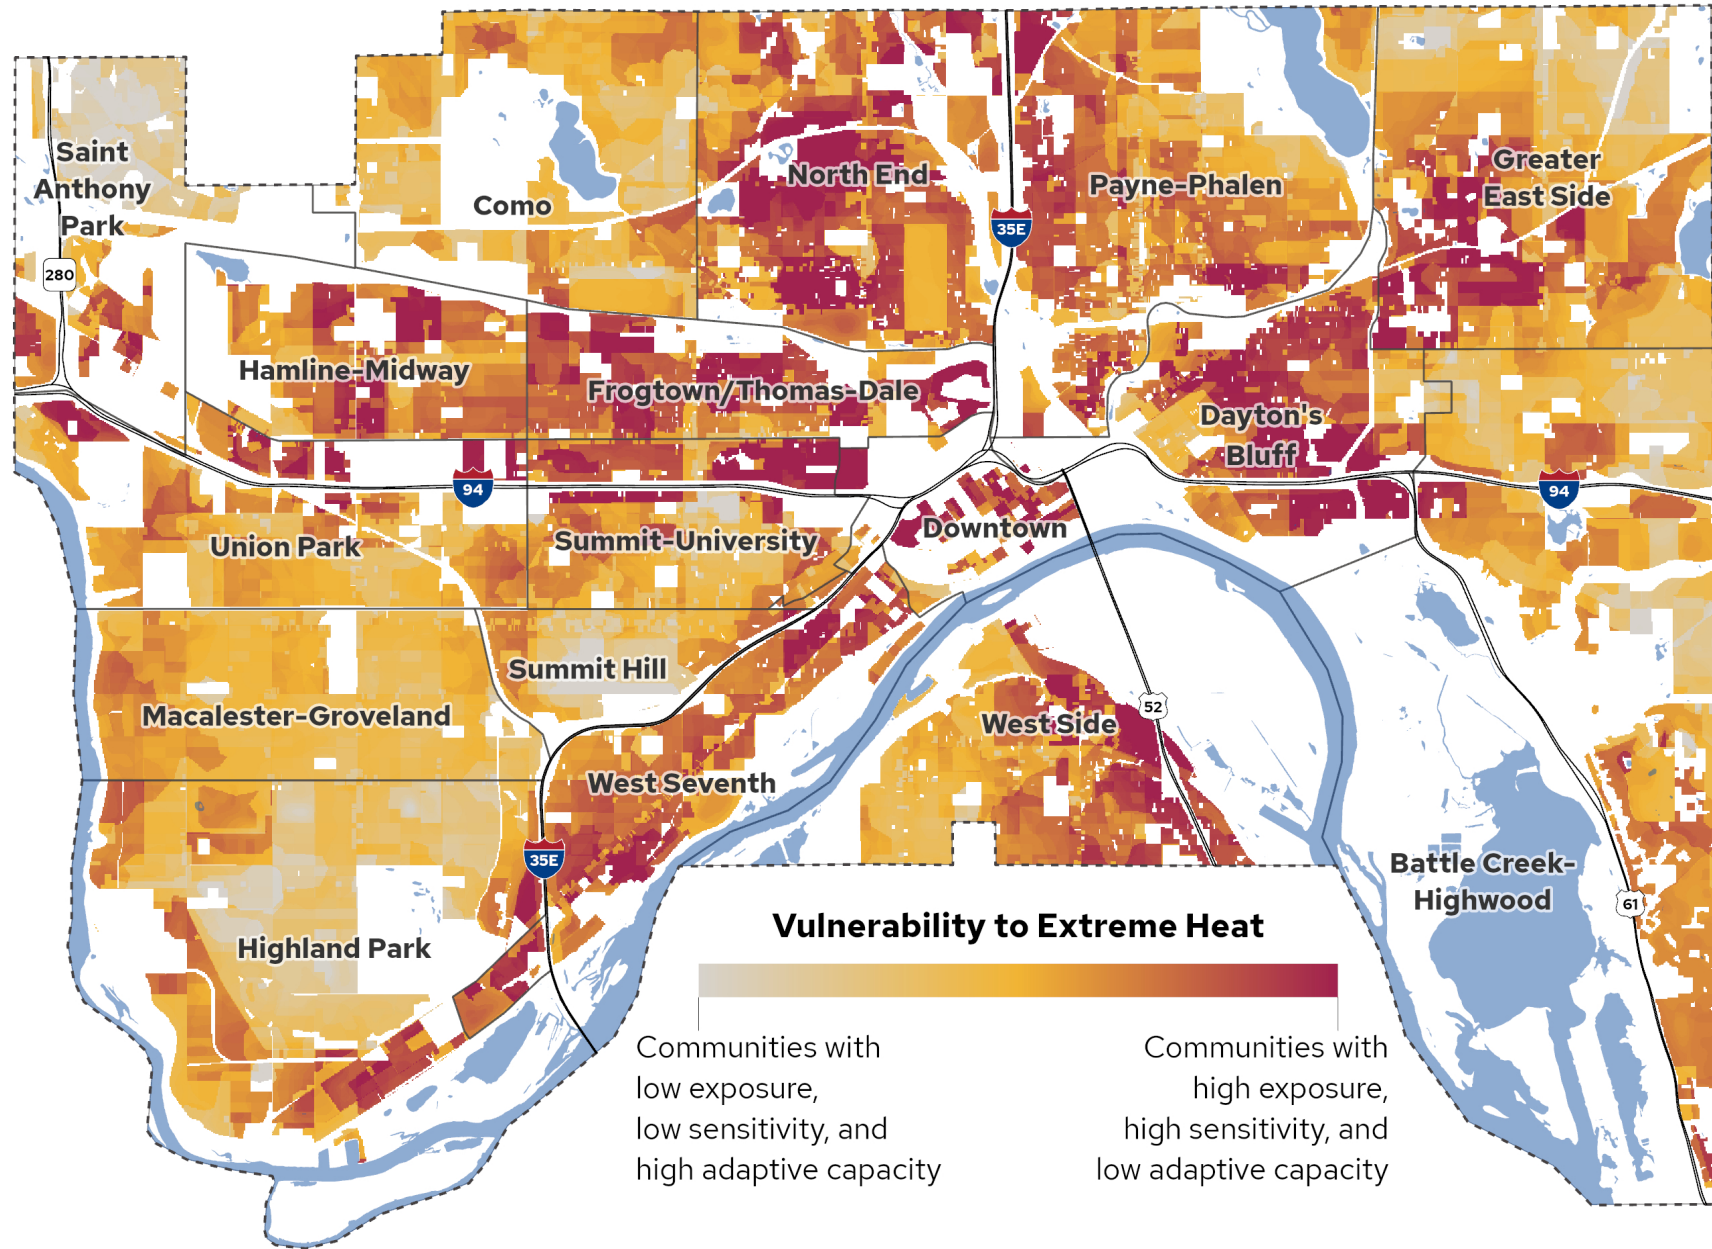 Saint
Anthony
Park
280
Como
North End
35E
Payne-Phalen
Greater
East Side
Hamline-Midway
Frogtown/Thomas-Dale
Dayton's
Bluff
94
94
Union Park
Summit-University
Downtown
Summit Hill
Macalester-Groveland
West Side
52
West Seventh
35E
Battle Creek-
Highwood
61
Highland Park
Vulnerability to Extreme Heat
Communities with
low exposure,
low sensitivity, and
high adaptive capacity
Communities with
high exposure,
high sensitivity, and
low adaptive capacity